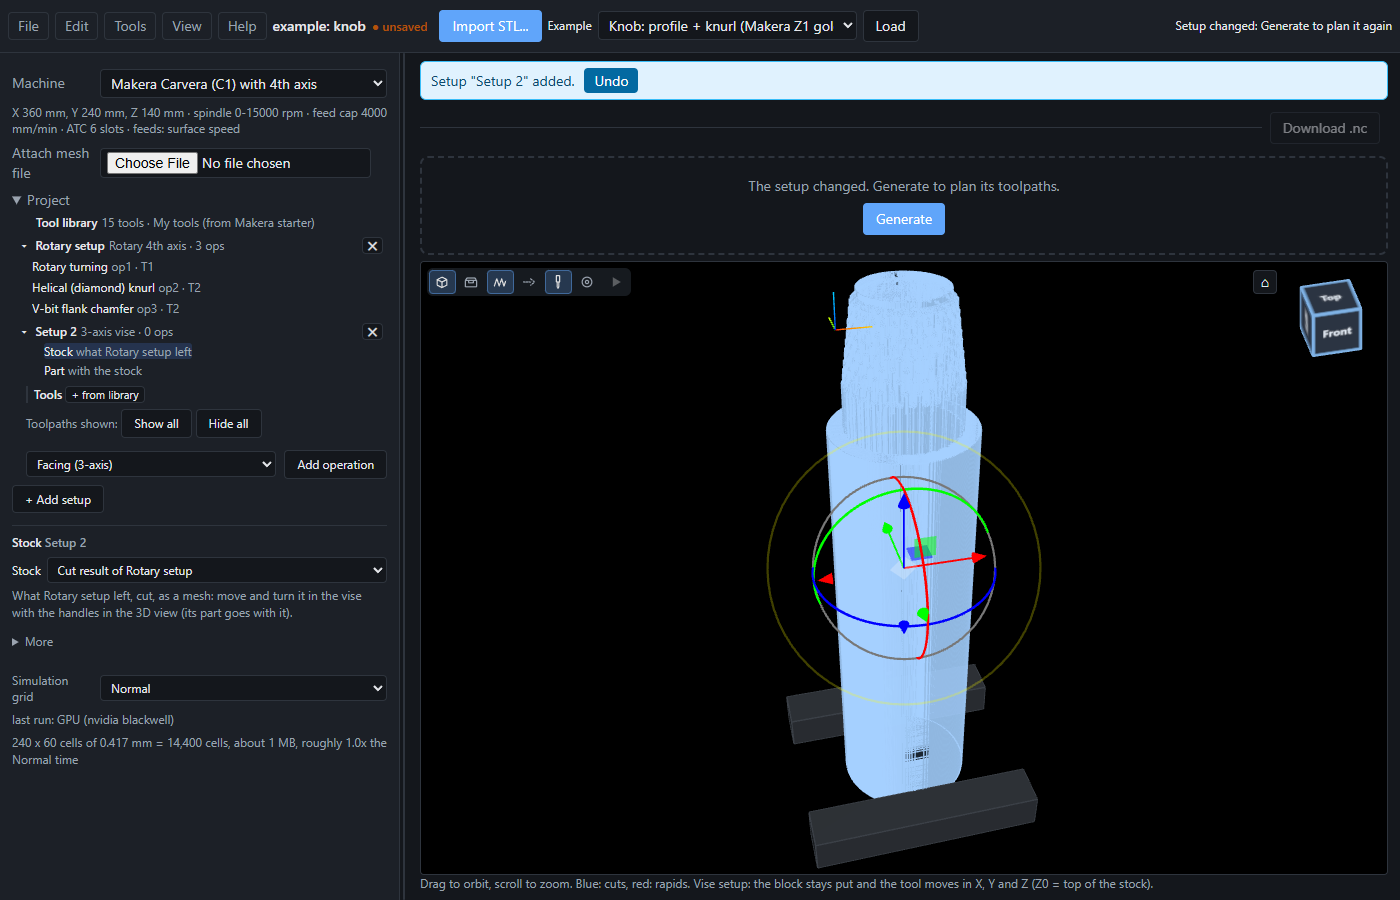 File Edit Tools View Help example: knob • unsaved Import STL... Example Knob: profile + knurl (Makera Z1 gol Load Setup changed: Generate to plan it again
Machine Makera Carvera (C1) with 4th axis
X 360 mm, Y 240 mm, Z 140 mm · spindle 0-15000 rpm · feed cap 4000
mm/min · ATC 6 slots · feeds: surface speed
Attach mesh
file
Choose File No file chosen
Project
Tool library 15 tools · My tools (from Makera starter)
Rotary setup Rotary 4th axis · 3 ops
Rotary turning op1 · T1
Helical (diamond) knurl op2 · T2
V-bit flank chamfer op3 · T2
Setup 2 3-axis vise · 0 ops
Stock what Rotary setup left
Part with the stock
Tools + from library
Toolpaths shown: Show all Hide all
Facing (3-axis) Add operation
+ Add setup
Stock Setup 2
Stock Cut result of Rotary setup
What Rotary setup left, cut, as a mesh: move and turn it in the vise
with the handles in the 3D view (its part goes with it).
More
Simulation
grid
Normal
last run: GPU (nvidia blackwell)
240 x 60 cells of 0.417 mm = 14,400 cells, about 1 MB, roughly 1.0x the
Normal time
Setup "Setup 2" added. Undo
Download .nc
The setup changed. Generate to plan its toolpaths.
Generate
Top
Front
Drag to orbit, scroll to zoom. Blue: cuts, red: rapids. Vise setup: the block stays put and the tool moves in X, Y and Z (Z0 = top of the stock).